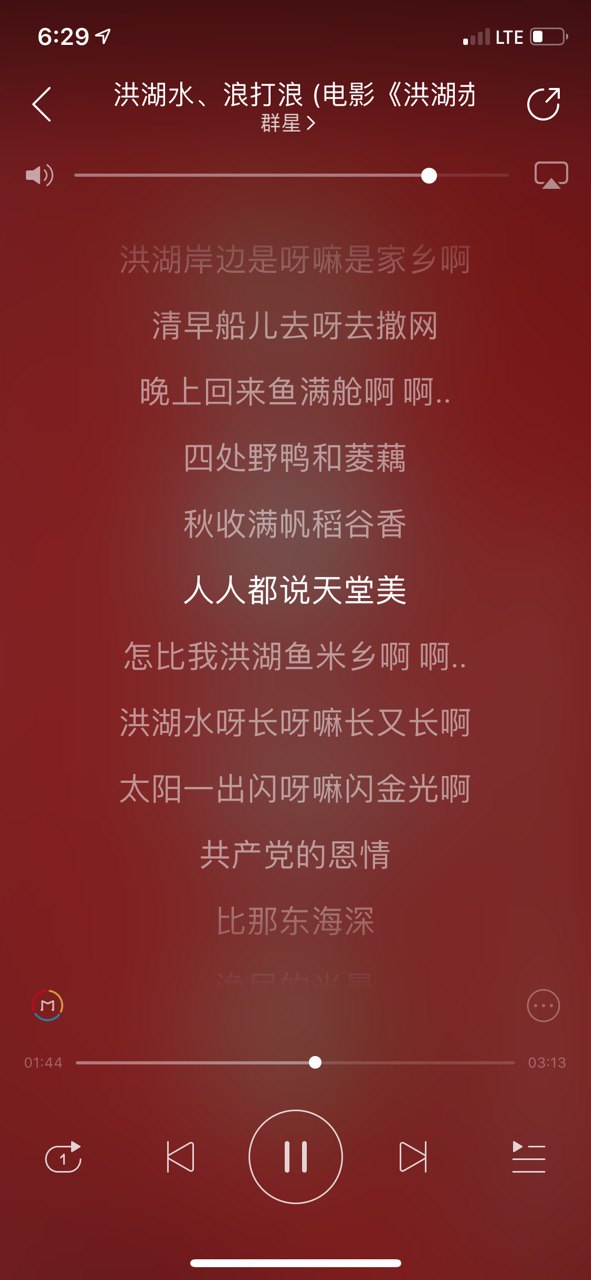 6:29
LTE
洪湖水、浪打浪 (电影《洪湖赤
群星
洪湖岸边是呀嘛是家乡啊
清早船儿去呀去撒网
晚上回来鱼满舱啊 啊..
四处野鸭和菱藕
秋收满帆稻谷香
人人都说天堂美
怎比我洪湖鱼米乡啊 啊..
洪湖水呀长呀嘛长又长啊
太阳一出闪呀嘛闪金光啊
共产党的恩情
比那东海深
渔民的光景
M
01:44
03:13
1